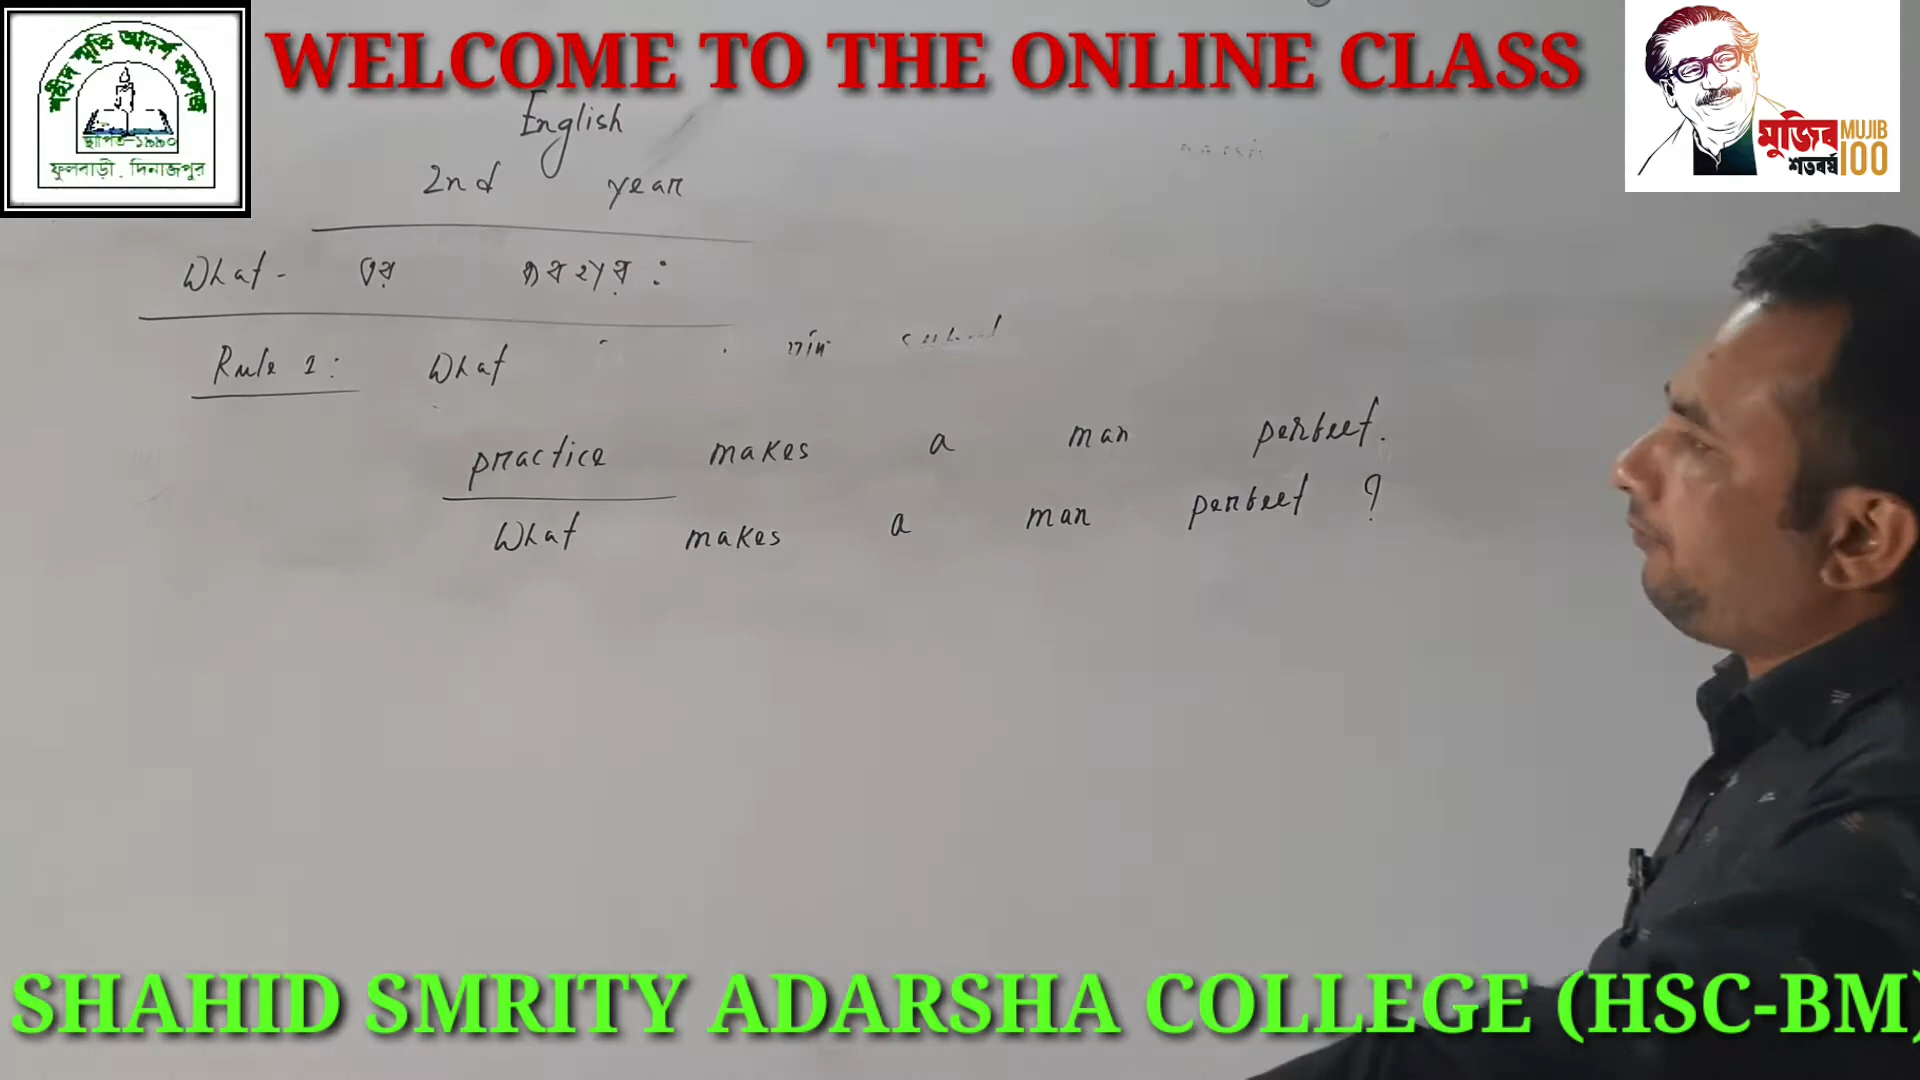 শহীদ স্মৃতি আদর্শ কলেজ
স্থাপিত-১৯৯০
ফুলবাড়ী, দিনাজপুর
WELCOME TO THE ONLINE CLASS
মুজিব শতবর্ষ
MUJIB 100
English
2nd year
What- এর ব্যবহার :
Rule 1: What
practice makes a man perfect.
What makes a man perfect ?
SHAHID SMRITY ADARSHA COLLEGE (HSC-BM)